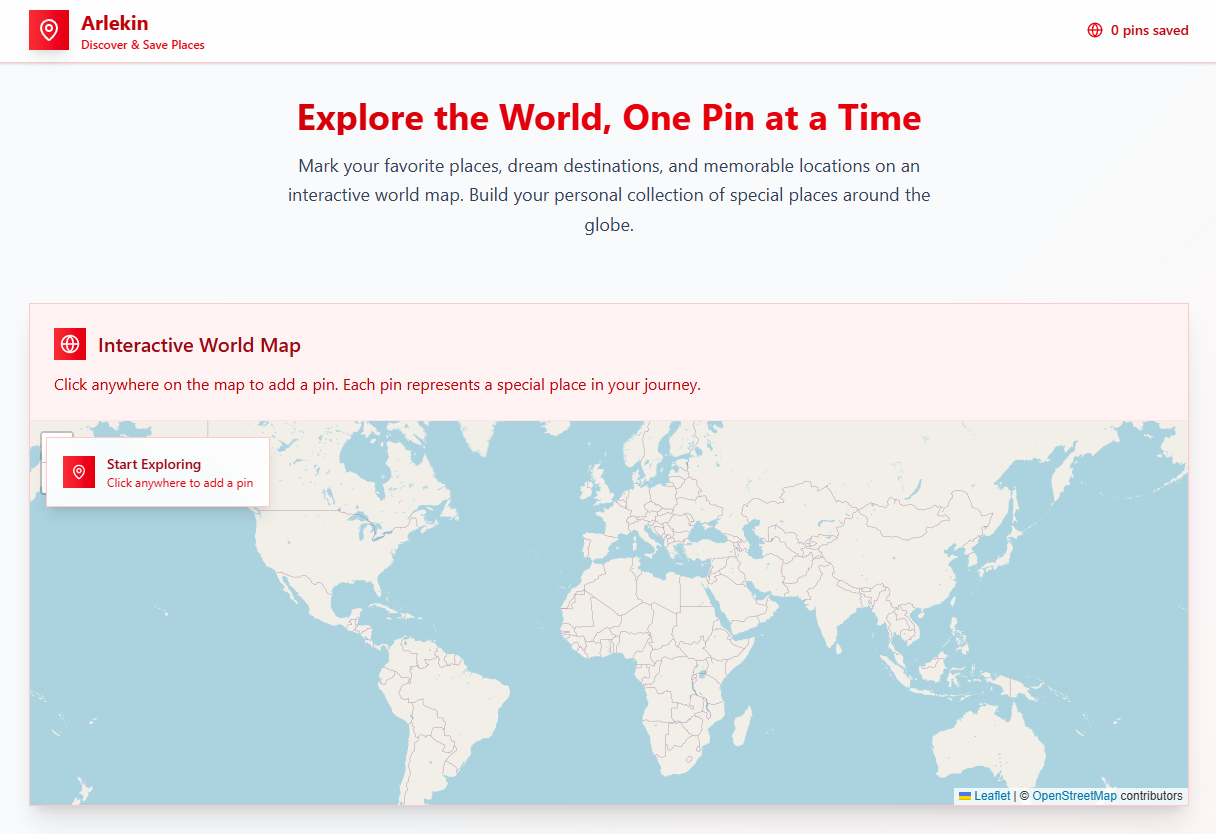 Arlekin
Discover & Save Places
0 pins saved
Explore the World, One Pin at a Time
Mark your favorite places, dream destinations, and memorable locations on an
interactive world map. Build your personal collection of special places around the
globe.
Interactive World Map
Click anywhere on the map to add a pin. Each pin represents a special place in your journey.
Start Exploring
Click anywhere to add a pin
Leaflet | © OpenStreetMap contributors